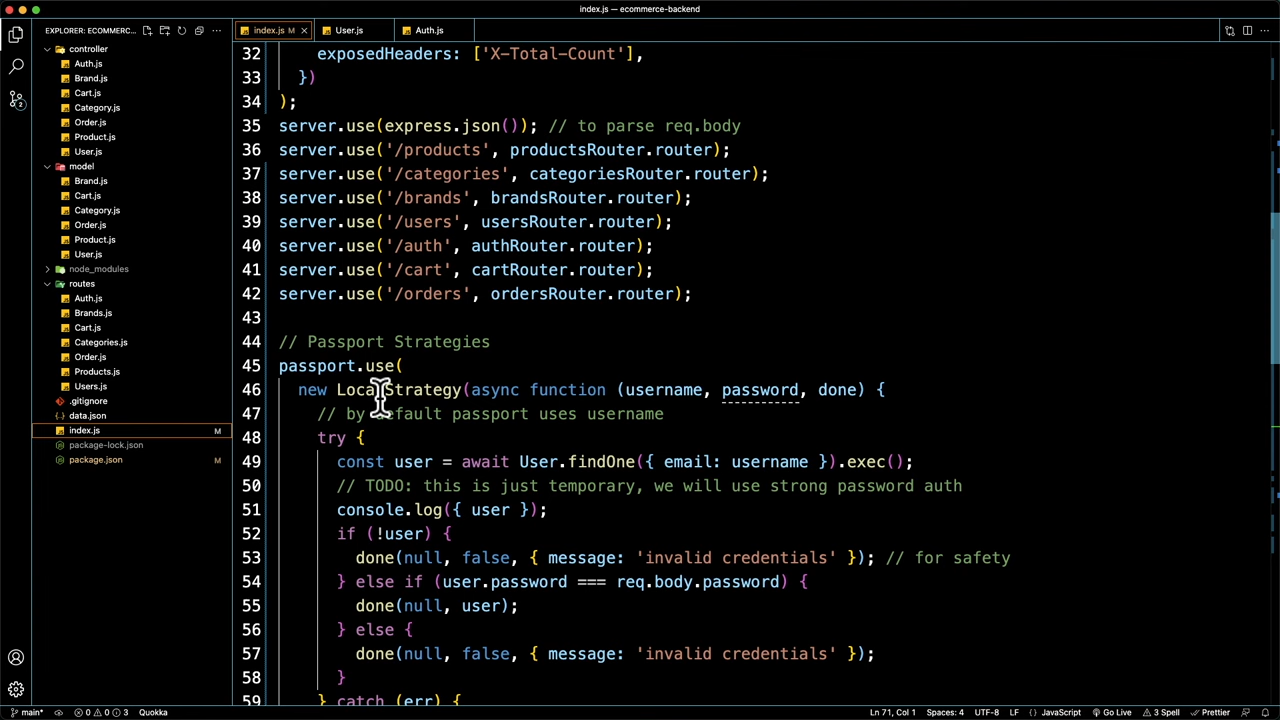 index.js — ecommerce-backend
EXPLORER: ECOMMERC...
index.js M
User.js
Auth.js
controller
Auth.js
Brand.js
Cart.js
Category.js
Order.js
Product.js
User.js
model
Brand.js
Cart.js
Category.js
Order.js
Product.js
User.js
node_modules
routes
Auth.js
Brands.js
Cart.js
Categories.js
Order.js
Products.js
Users.js
.gitignore
data.json
index.js M
package-lock.json
package.json M
2
32 exposedHeaders: ['X-Total-Count'],
33 })
34 );
35 server.use(express.json()); // to parse req.body
36 server.use('/products', productsRouter.router);
37 server.use('/categories', categoriesRouter.router);
38 server.use('/brands', brandsRouter.router);
39 server.use('/users', usersRouter.router);
40 server.use('/auth', authRouter.router);
41 server.use('/cart', cartRouter.router);
42 server.use('/orders', ordersRouter.router);
43
44 // Passport Strategies
45 passport.use(
46 new LocalStrategy(async function (username, password, done) {
47 // by default passport uses username
48 try {
49 const user = await User.findOne({ email: username }).exec();
50 // TODO: this is just temporary, we will use strong password auth
51 console.log({ user });
52 if (!user) {
53 done(null, false, { message: 'invalid credentials' }); // for safety
54 } else if (user.password === req.body.password) {
55 done(null, user);
56 } else {
57 done(null, false, { message: 'invalid credentials' });
58 }
59 } catch (err) {
main* 0 0 3 Quokka
Ln 71, Col 1 Spaces: 4 UTF-8 LF {} JavaScript Go Live 3 Spell Prettier